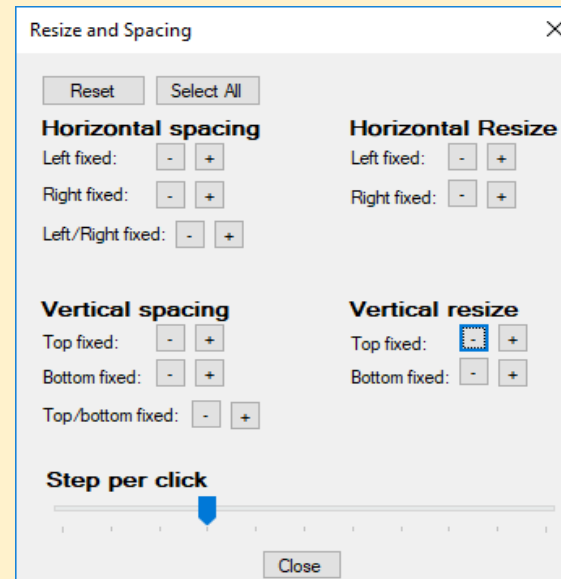 Resize and Spacing
Reset Select All
Horizontal spacing
Left fixed: - +
Right fixed: - +
Left/Right fixed: - +
Horizontal Resize
Left fixed: - +
Right fixed: - +
Vertical spacing
Top fixed: - +
Bottom fixed: - +
Top/bottom fixed: - +
Vertical resize
Top fixed: - +
Bottom fixed: - +
Step per click
Close